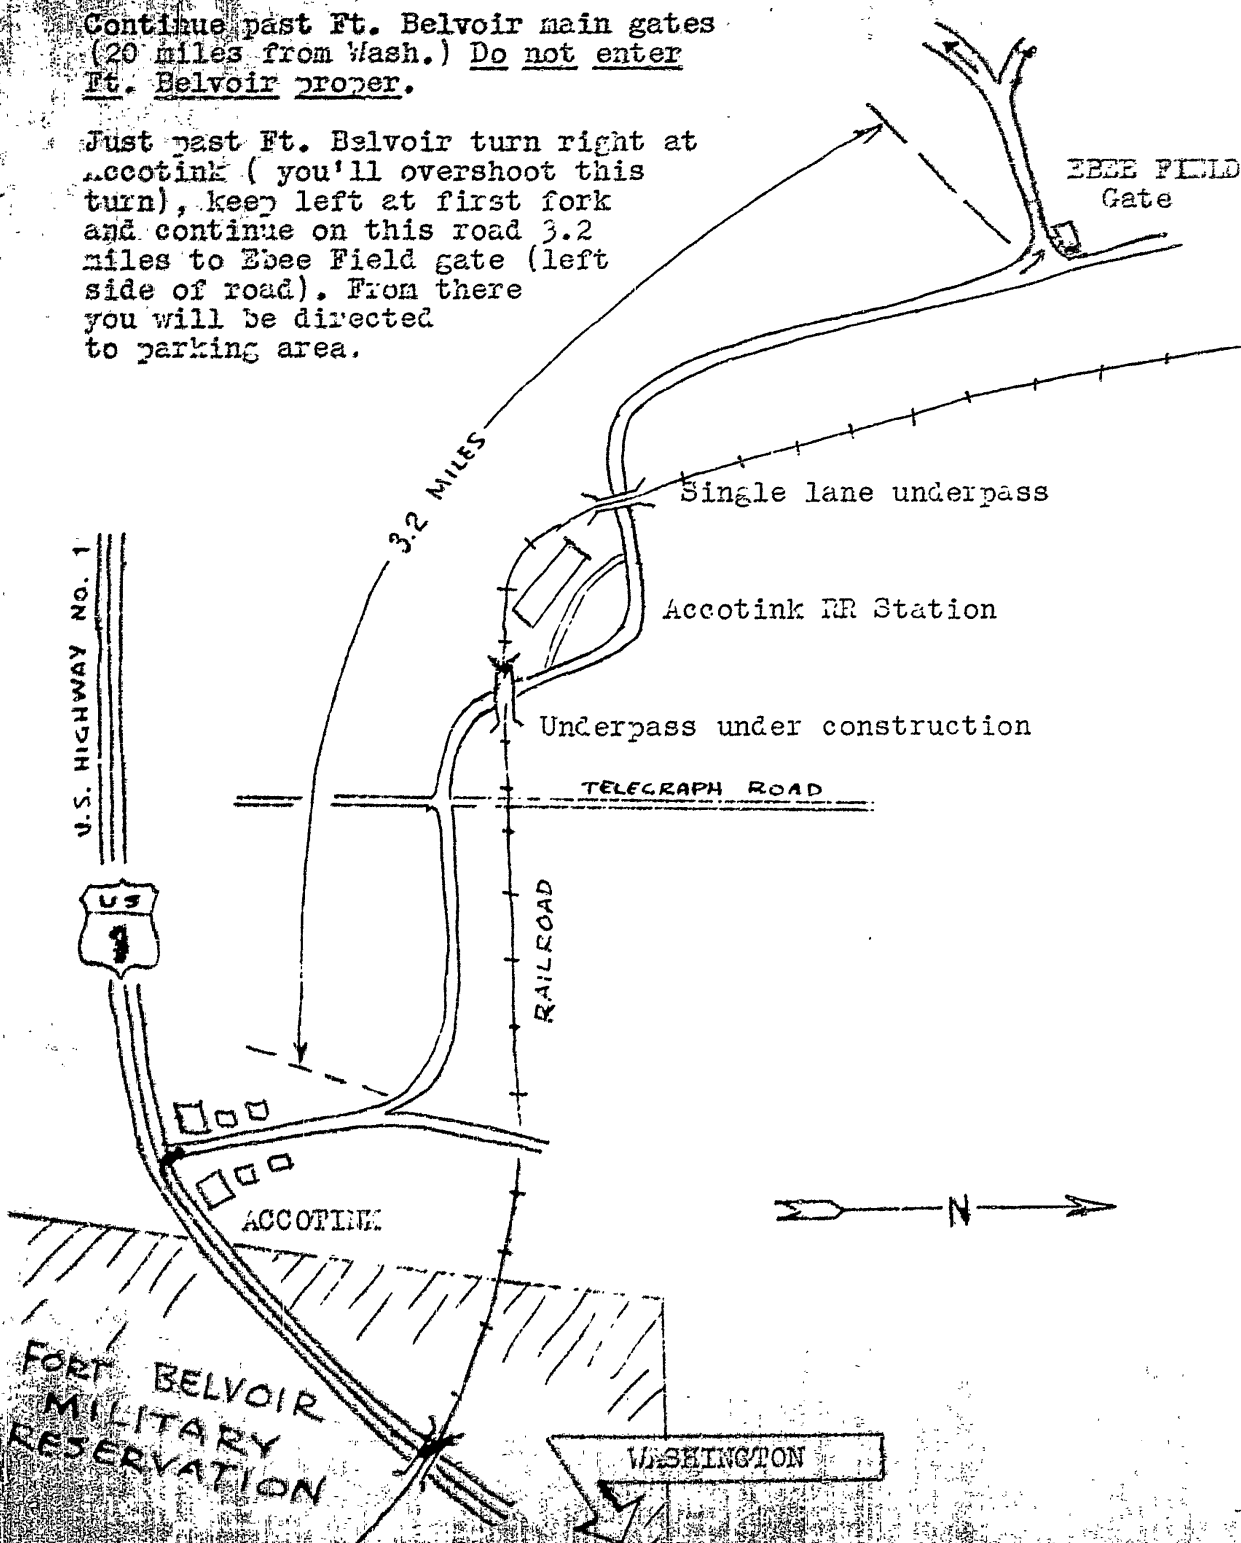 Continue past Ft. Belvoir main gates
(20 miles from Wash.) Do not enter
Ft. Belvoir proper.
Just past Ft. Belvoir turn right at
Accotink ( you'll overshoot this
turn), keep left at first fork
and continue on this road 3.2
miles to Ebee Field gate (left
side of road). From there
you will be directed
to parking area.
EBEE FIELD
Gate
3.2 MILES
Single lane underpass
U.S. HIGHWAY NO. 1
Accotink RR Station
Underpass under construction
TELEGRAPH ROAD
US
1
RAILROAD
ACCOTINK
N
FORT BELVOIR
MILITARY
RESERVATION
WASHINGTON